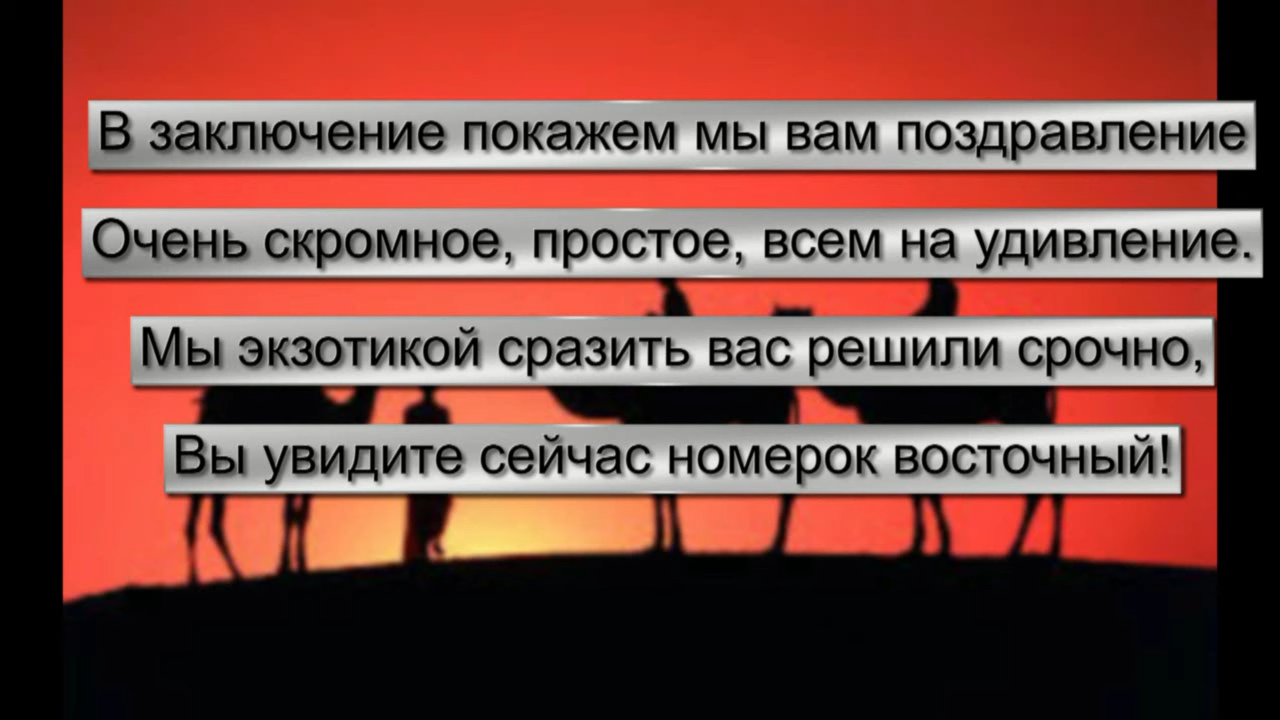 В заключение покажем мы вам поздравление
Очень скромное, простое, всем на удивление.
Мы экзотикой сразить вас решили срочно,
Вы увидите сейчас номерок восточный!